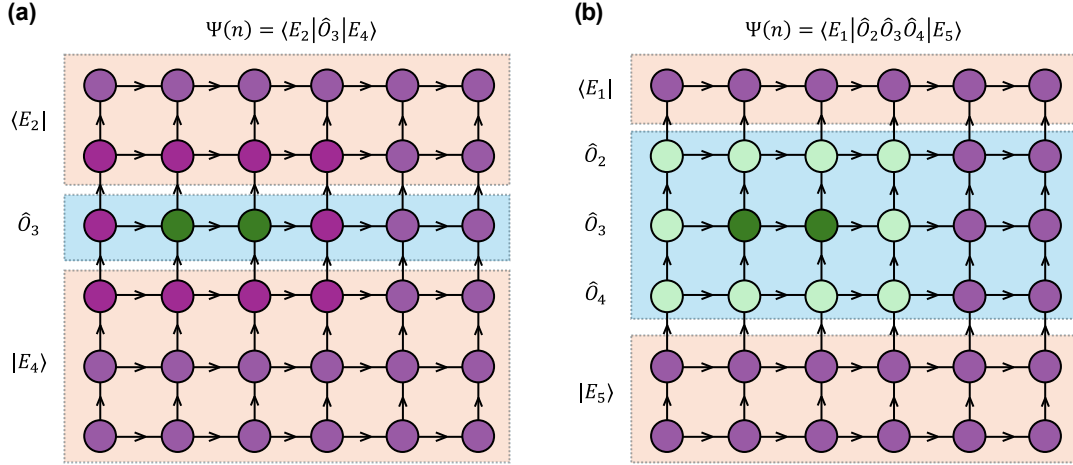 (a)
Ψ(n) = ⟨E₂|Ô₃|E₄⟩
⟨E₂|
Ô₃
|E₄⟩
(b)
Ψ(n) = ⟨E₁|Ô₂Ô₃Ô₄|E₅⟩
⟨E₁|
Ô₂
Ô₃
Ô₄
|E₅⟩